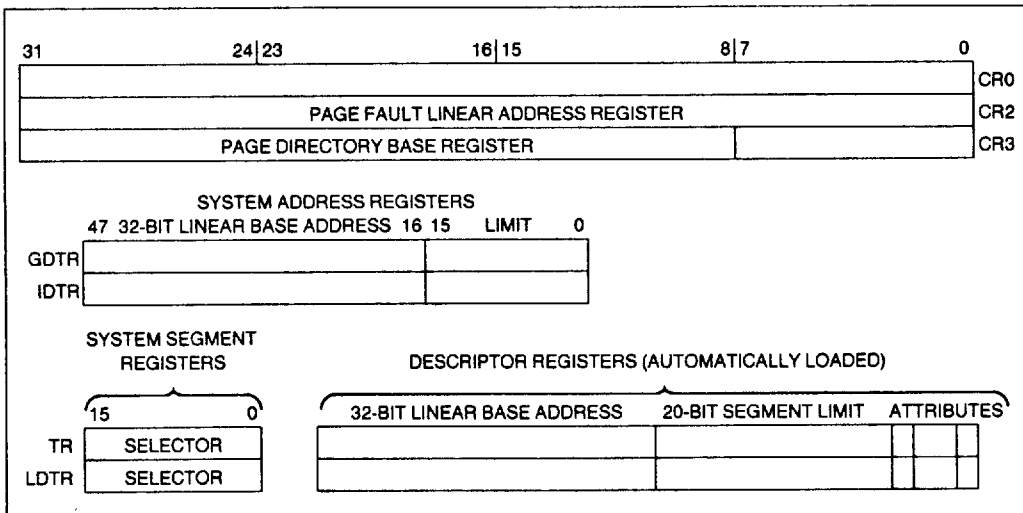 31 24 23 16 15 8 7 0
CR0
PAGE FAULT LINEAR ADDRESS REGISTER CR2
PAGE DIRECTORY BASE REGISTER CR3
SYSTEM ADDRESS REGISTERS
47 32-BIT LINEAR BASE ADDRESS 16 15 LIMIT 0
GDTR
IDTR
SYSTEM SEGMENT
REGISTERS
DESCRIPTOR REGISTERS (AUTOMATICALLY LOADED)
15 0
32-BIT LINEAR BASE ADDRESS 20-BIT SEGMENT LIMIT ATTRIBUTES
TR SELECTOR
LDTR SELECTOR